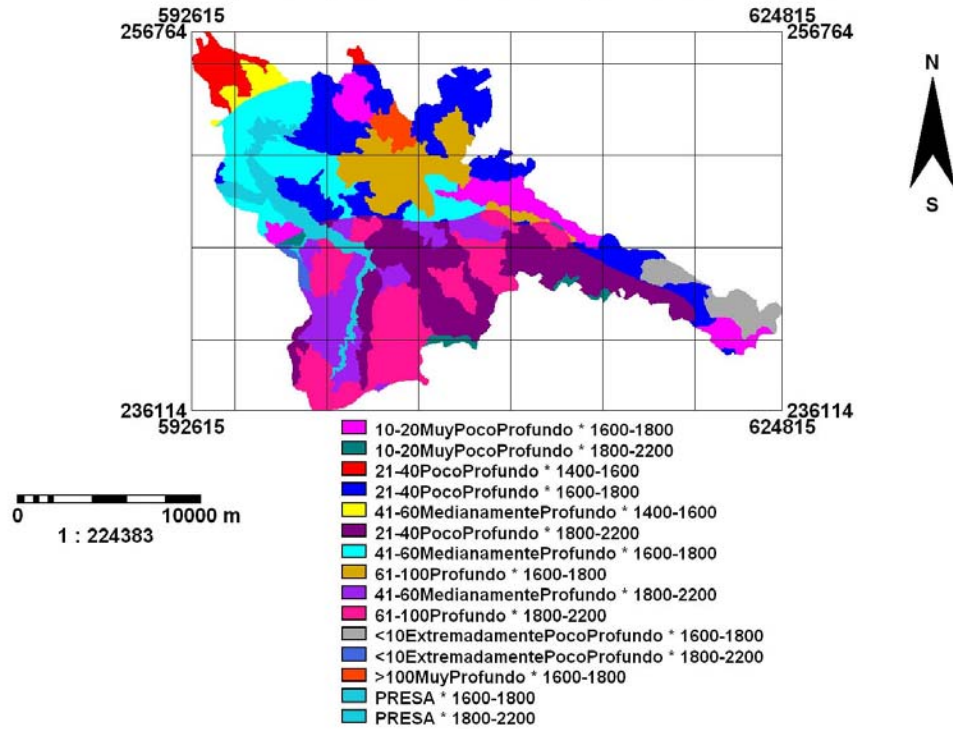 592615 624815
256764 256764
N
S
236114 236114
592615 624815
10-20MuyPocoProfundo * 1600-1800
10-20MuyPocoProfundo * 1800-2200
21-40PocoProfundo * 1400-1600
21-40PocoProfundo * 1600-1800
41-60MedianamenteProfundo * 1400-1600
21-40PocoProfundo * 1800-2200
41-60MedianamenteProfundo * 1600-1800
61-100Profundo * 1600-1800
41-60MedianamenteProfundo * 1800-2200
61-100Profundo * 1800-2200
<10ExtremadamentePocoProfundo * 1600-1800
<10ExtremadamentePocoProfundo * 1800-2200
>100MuyProfundo * 1600-1800
PRESA * 1600-1800
PRESA * 1800-2200
0 10000 m
1 : 224383